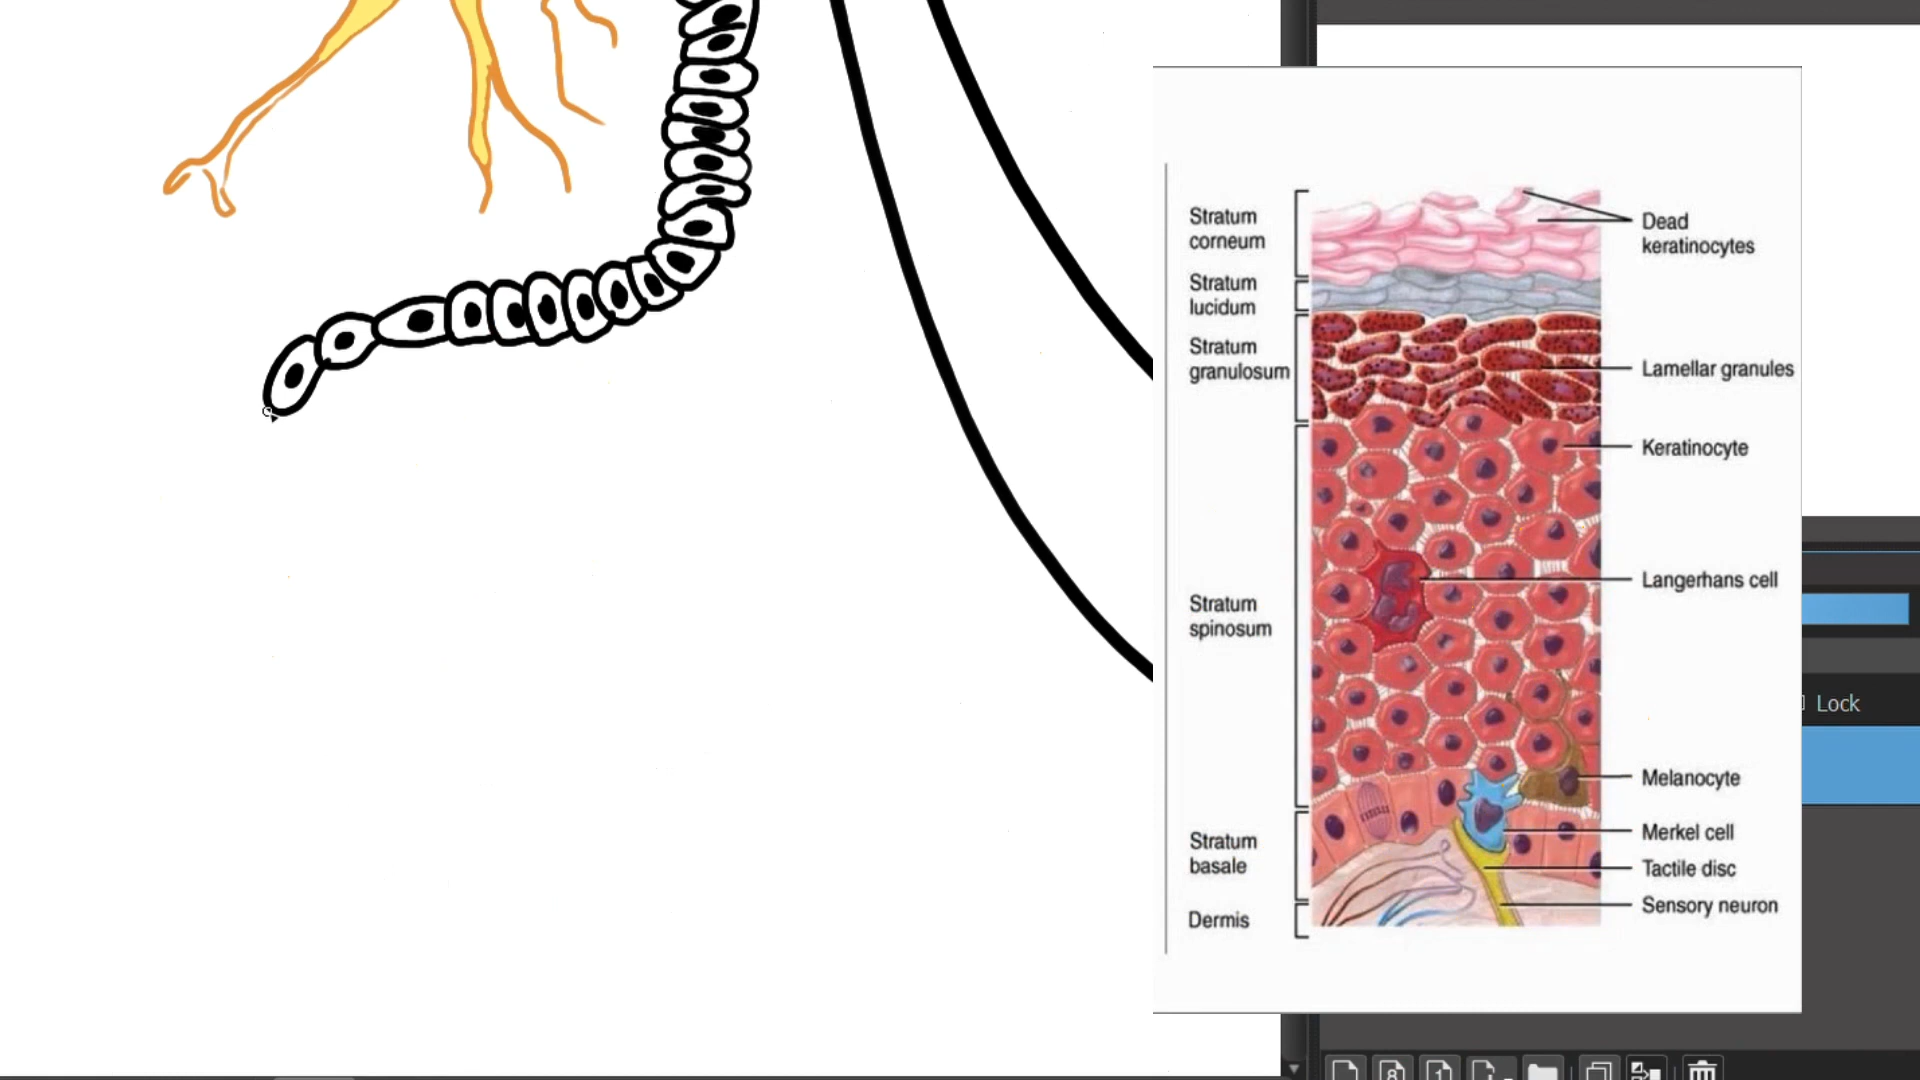 Stratum
corneum
Stratum
lucidum
Stratum
granulosum
Stratum
spinosum
Stratum
basale
Dermis
Dead
keratinocytes
Lamellar granules
Keratinocyte
Langerhans cell
Melanocyte
Merkel cell
Tactile disc
Sensory neuron
Lock